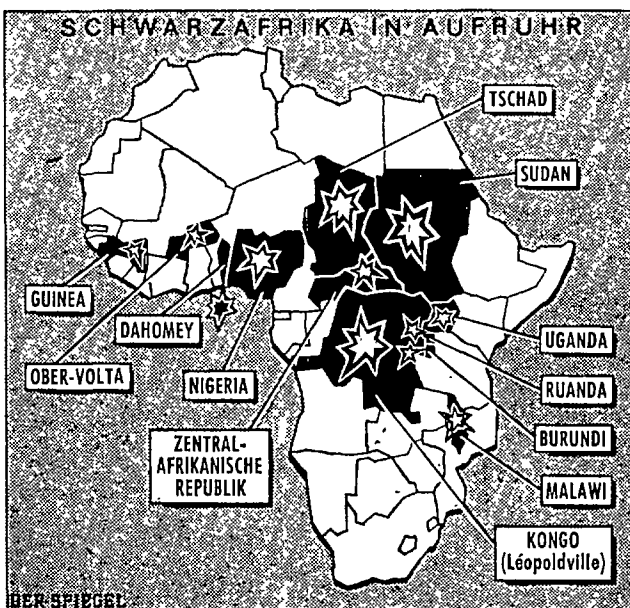 SCHWARZAFRIKA IN AUFRUHR
TSCHAD
SUDAN
GUINEA
DAHOMEY
OBER-VOLTA
NIGERIA
UGANDA
RUANDA
ZENTRAL-
AFRIKANISCHE
REPUBLIK
BURUNDI
MALAWI
KONGO
(Léopoldville)
DER SPIEGEL